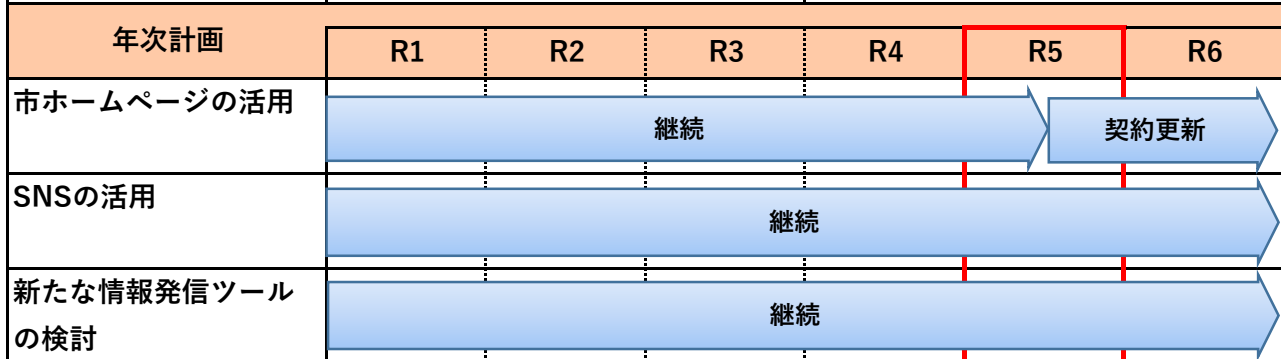 年次計画
R1 R2 R3 R4 R5 R6
市ホームページの活用
継続 契約更新
SNSの活用
継続
新たな情報発信ツール
の検討
継続